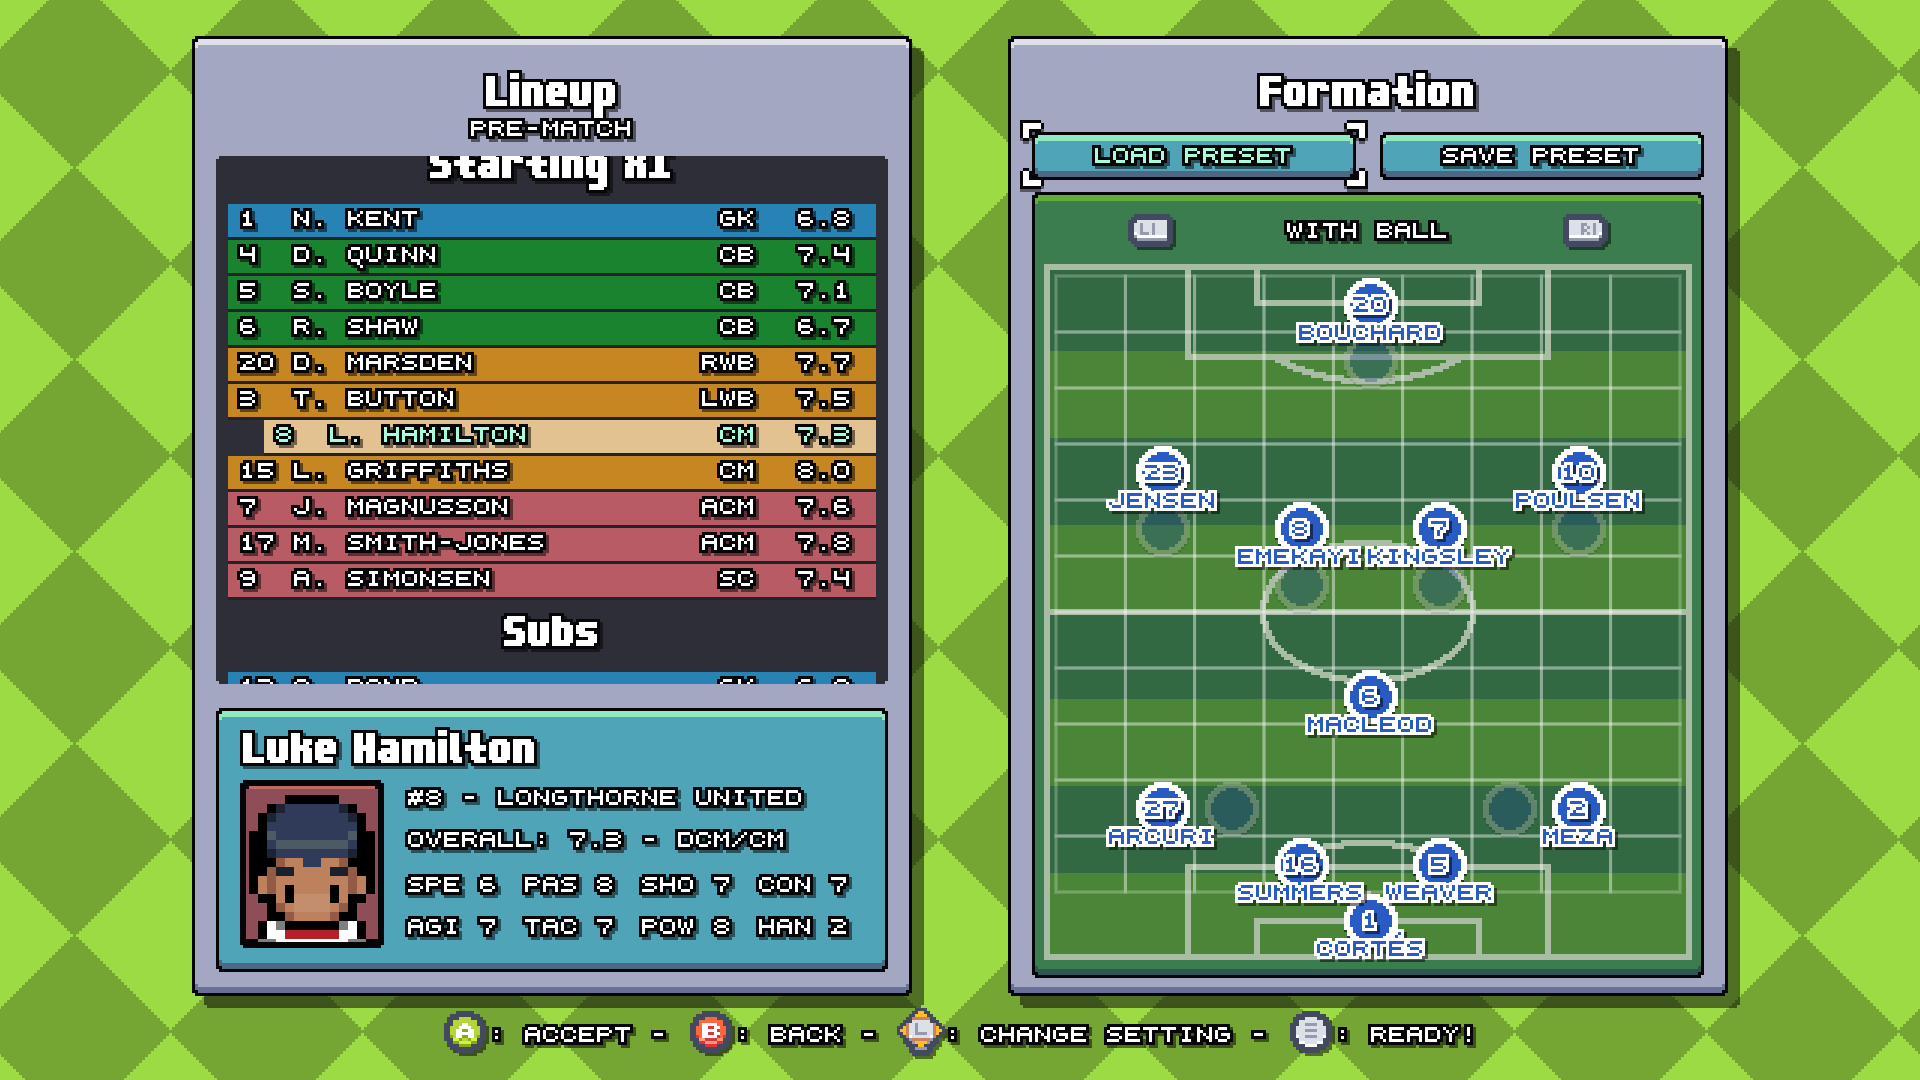 Lineup
PRE-MATCH
Starting XI
1 N. KENT GK 6.8
4 D. QUINN CB 7.4
5 S. BOYLE CB 7.1
6 R. SHAW CB 6.7
20 D. MARSDEN RWB 7.7
3 T. BUTTON LWB 7.5
8 L. HAMILTON CM 7.3
15 L. GRIFFITHS CM 8.0
7 J. MAGNUSSON ACM 7.6
17 M. SMITH-JONES ACM 7.8
9 A. SIMONSEN SC 7.4
Subs
Luke Hamilton
#8 - LONGTHORNE UNITED
OVERALL: 7.3 - DCM/CM
SPE 6 PAS 8 SHO 7 CON 7
AGI 7 TAC 7 POW 8 HAN 2
Formation
LOAD PRESET SAVE PRESET
L1 WITH BALL R1
20
BOUCHARD
23 10
JENSEN POULSEN
8 7
EMEKAYI KINGSLEY
6
MACLEOD
27 2
ARCURI MEZA
16 5
SUMMERS WEAVER
1
CORTÉS
A: ACCEPT - B: BACK - L: CHANGE SETTING - : READY!